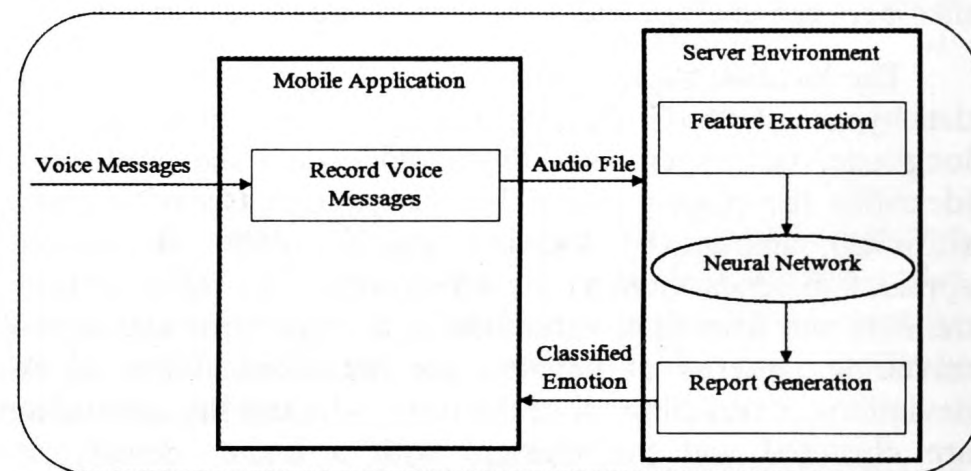 Server Environment
Mobile Application
Feature Extraction
Voice Messages
Record Voice
Messages
Audio File
Neural Network
Classified
Emotion
Report Generation